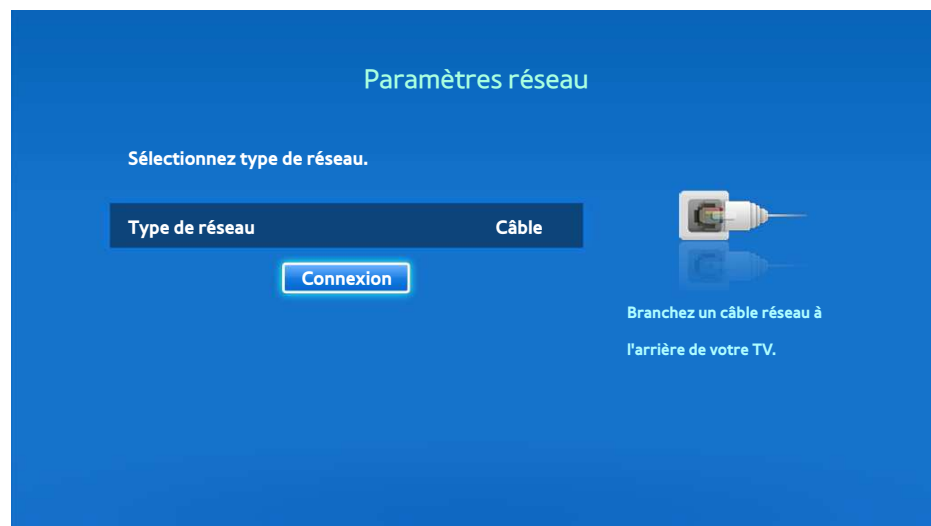 Paramètres réseau
Sélectionnez type de réseau.
Type de réseau Câble
Connexion
Branchez un câble réseau à
l'arrière de votre TV.